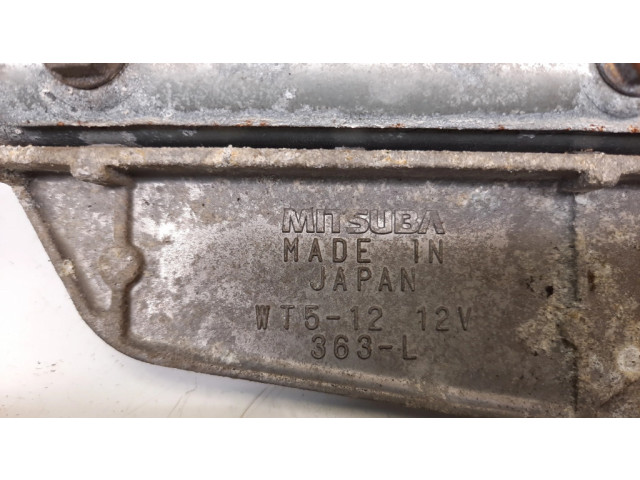 MITSUBA
MADE IN
JAPAN
WT5-12 12V
363-L